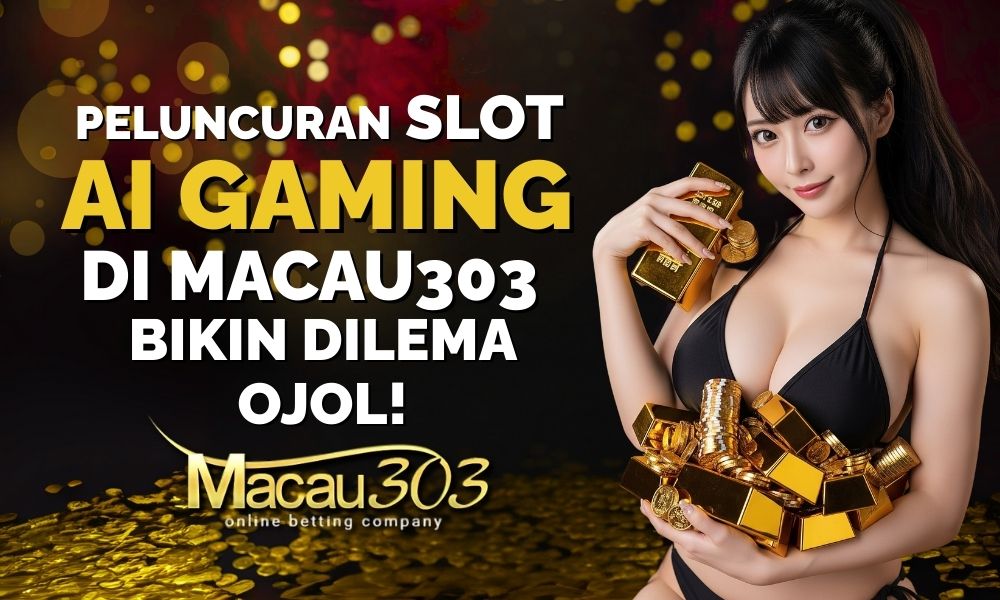 PELUNCURAN SLOT
AI GAMING
DI MACAU303
BIKIN DILEMA
OJOL!
Macau303
online betting company